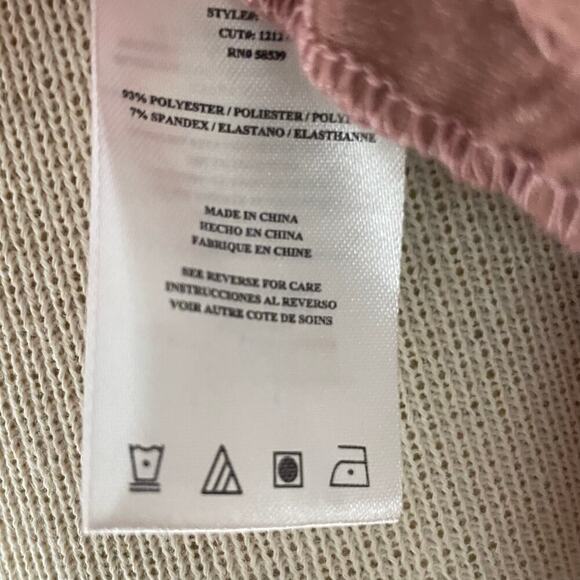 STYLE#:
CUT#: 1212
RN# 58539
93% POLYESTER / POLIESTER /
7% SPANDEX / ELASTANO / ELASTHANNE
MADE IN CHINA
HECHO EN CHINA
FABRIQUE EN CHINE
SEE REVERSE FOR CARE
INSTRUCCIONES AL REVERSO
VOIR AUTRE COTE DE SOINS